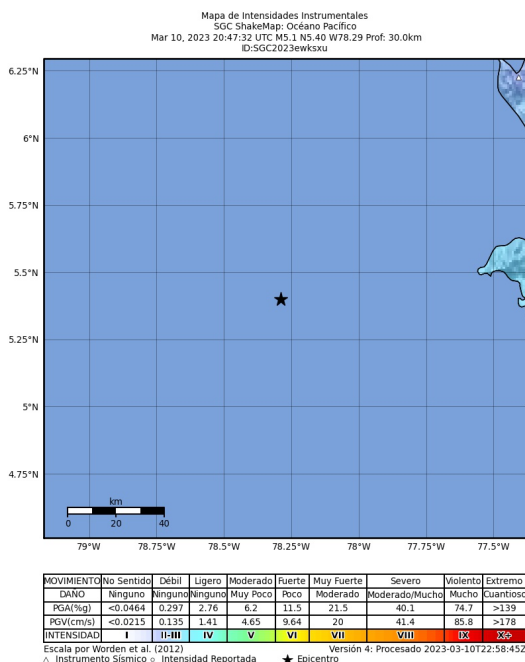 Mapa de Intensidades Instrumentales
SGC ShakeMap: Océano Pacífico
Mar 10, 2023 20:47:32 UTC M5.1 N5.40 W78.29 Prof: 30.0km
ID:SGC2023ewksxu
6.25°N
6°N
5.75°N
5.5°N
5.25°N
5°N
4.75°N
km
0 20 40
79°W 78.75°W 78.5°W 78.25°W 78°W 77.75°W 77.5°W
MOVIMIENTO No Sentido Débil Ligero Moderado Fuerte Muy Fuerte Severo Violento Extremo
DAÑO Ninguno Ninguno Ninguno Muy Poco Poco Moderado Moderado/Mucho Mucho Cuantioso
PGA(%g) <0.0464 0.297 2.76 6.2 11.5 21.5 40.1 74.7 >139
PGV(cm/s) <0.0215 0.135 1.41 4.65 9.64 20 41.4 85.8 >178
INTENSIDAD I II-III IV V VI VII VIII IX X+
Escala por Worden et al. (2012) Versión 4: Procesado 2023-03-10T22:58:45Z
△ Instrumento Sísmico ○ Intensidad Reportada ★ Epicentro